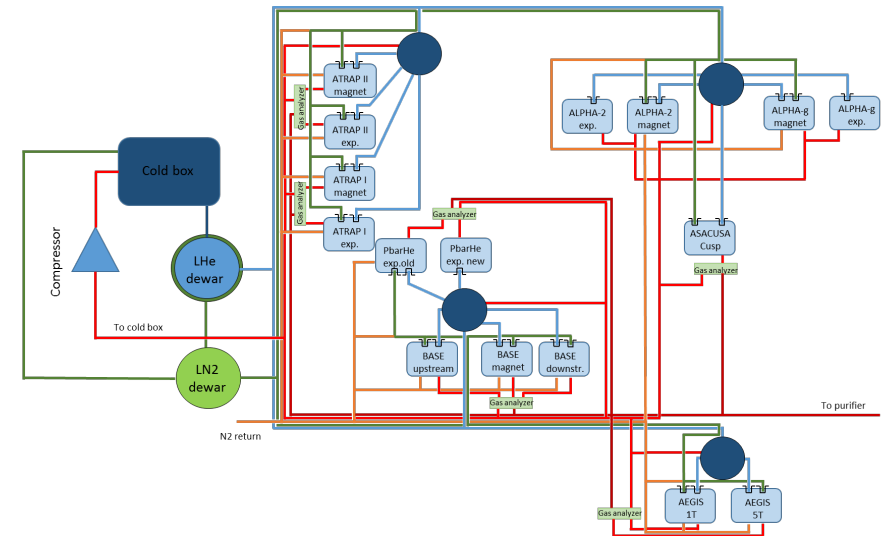 ATRAP II
magnet
Gas analyzer
ATRAP II
exp.
ATRAP I
magnet
Gas analyzer
ATRAP I
exp.
ALPHA-2
exp.
ALPHA-2
magnet
ALPHA-g
magnet
ALPHA-g
exp.
Cold box
Compressor
LHe
dewar
Gas analyzer
PbarHe
exp.old
PbarHe
exp. new
ASACUSA
Cusp
Gas analyzer
To cold box
LN2
dewar
BASE
upstream
BASE
magnet
BASE
downstr.
Gas analyzer
To purifier
N2 return
AEGIS
1T
AEGIS
5T
Gas analyzer